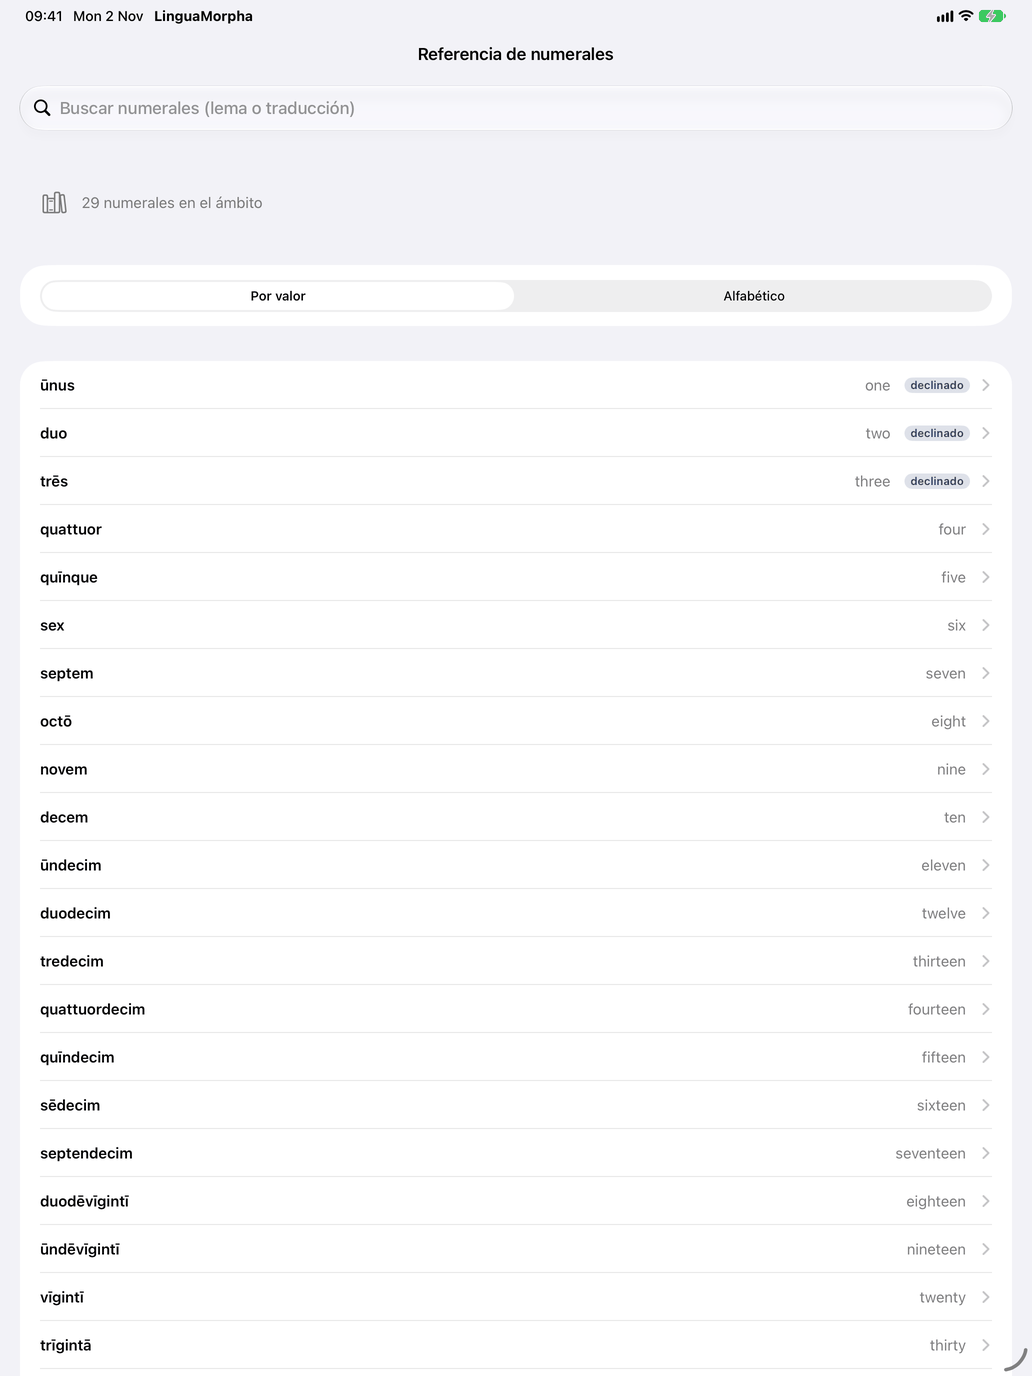 09:41 Mon 2 Nov LinguaMorpha
Referencia de numerales
Buscar numerales (lema o traducción)
29 numerales en el ámbito
Por valor Alfabético
ūnus one declinado
duo two declinado
trēs three declinado
quattuor four
quīnque five
sex six
septem seven
octō eight
novem nine
decem ten
ūndecim eleven
duodecim twelve
tredecim thirteen
quattuordecim fourteen
quīndecim fifteen
sēdecim sixteen
septendecim seventeen
duodēvīgintī eighteen
ūndēvīgintī nineteen
vīgintī twenty
trīgintā thirty